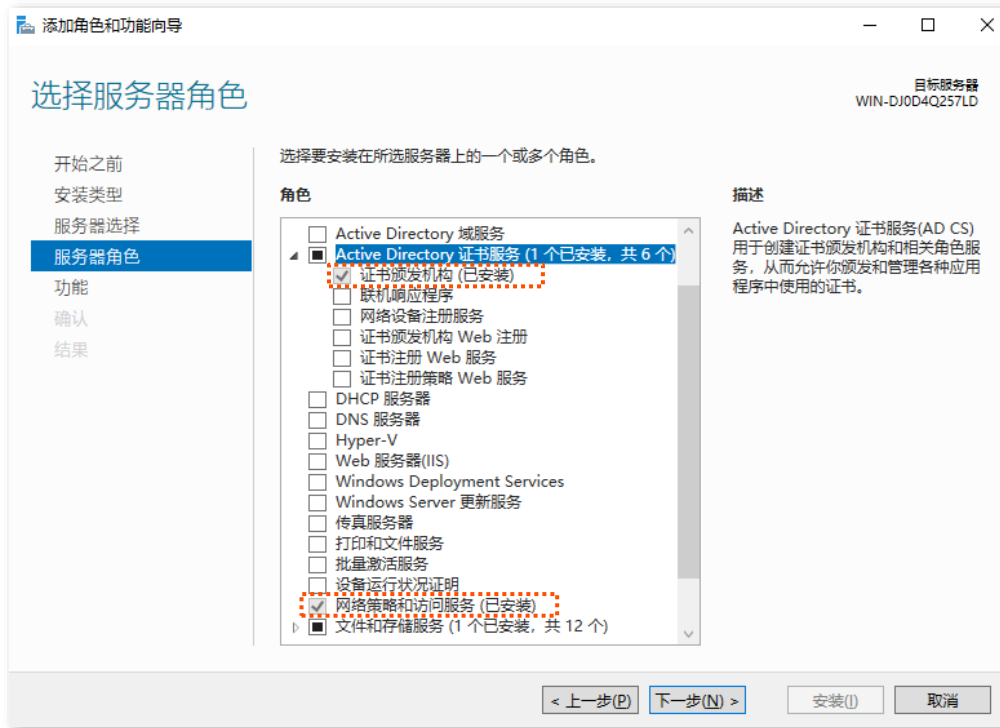 添加角色和功能向导
选择服务器角色
目标服务器
WIN-DJ0D4Q257LD
开始之前
安装类型
服务器选择
服务器角色
功能
确认
结果
选择要安装在所选服务器上的一个或多个角色。
角色
Active Directory 域服务
Active Directory 证书服务 (1 个已安装，共 6 个)
证书颁发机构 (已安装)
联机响应程序
网络设备注册服务
证书颁发机构 Web 注册
证书注册 Web 服务
证书注册策略 Web 服务
DHCP 服务器
DNS 服务器
Hyper-V
Web 服务器(IIS)
Windows Deployment Services
Windows Server 更新服务
传真服务器
打印和文件服务
批量激活服务
设备运行状况证明
网络策略和访问服务 (已安装)
文件和存储服务 (1 个已安装，共 12 个)
描述
Active Directory 证书服务(AD CS)
用于创建证书颁发机构和相关角色服
务，从而允许你颁发和管理各种应用
程序中使用的证书。
< 上一步(P)
下一步(N) >
安装(I)
取消